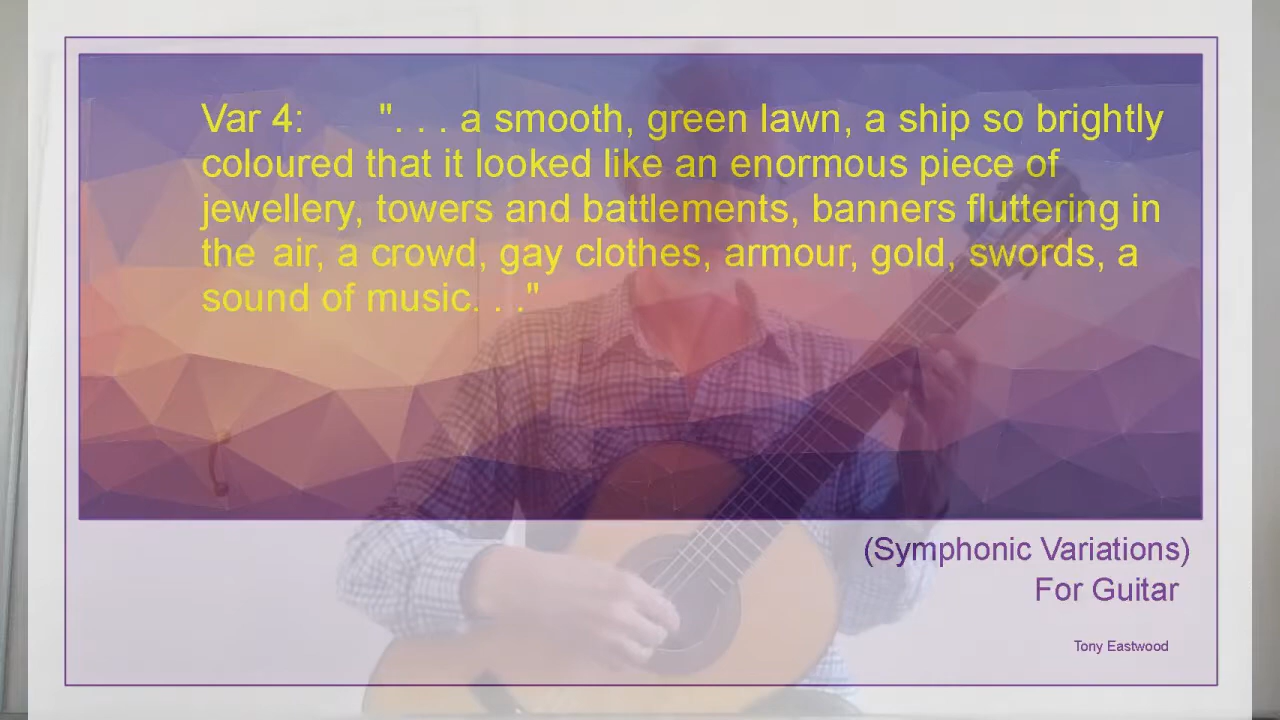 Var 4: ". . . a smooth, green lawn, a ship so brightly
coloured that it looked like an enormous piece of
jewellery, towers and battlements, banners fluttering in
the air, a crowd, gay clothes, armour, gold, swords, a
sound of music. . ."
(Symphonic Variations)
For Guitar
Tony Eastwood